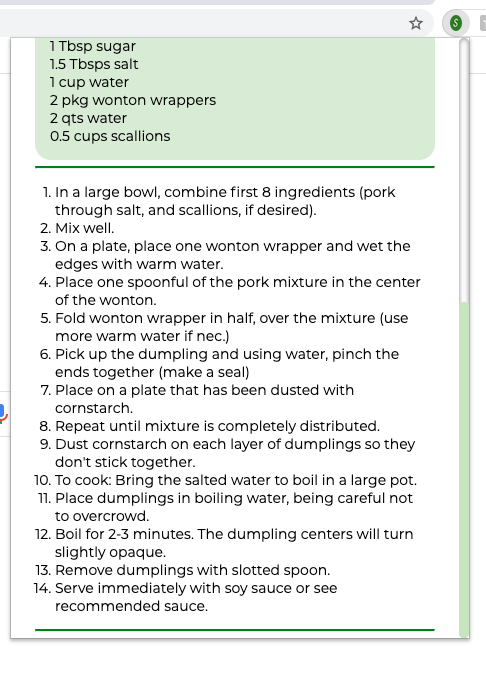 S
1 Tbsp sugar
1.5 Tbsps salt
1 cup water
2 pkg wonton wrappers
2 qts water
0.5 cups scallions
1. In a large bowl, combine first 8 ingredients (pork
through salt, and scallions, if desired).
2. Mix well.
3. On a plate, place one wonton wrapper and wet the
edges with warm water.
4. Place one spoonful of the pork mixture in the center
of the wonton.
5. Fold wonton wrapper in half, over the mixture (use
more warm water if nec.)
6. Pick up the dumpling and using water, pinch the
ends together (make a seal)
7. Place on a plate that has been dusted with
cornstarch.
8. Repeat until mixture is completely distributed.
9. Dust cornstarch on each layer of dumplings so they
don't stick together.
10. To cook: Bring the salted water to boil in a large pot.
11. Place dumplings in boiling water, being careful not
to overcrowd.
12. Boil for 2-3 minutes. The dumpling centers will turn
slightly opaque.
13. Remove dumplings with slotted spoon.
14. Serve immediately with soy sauce or see
recommended sauce.